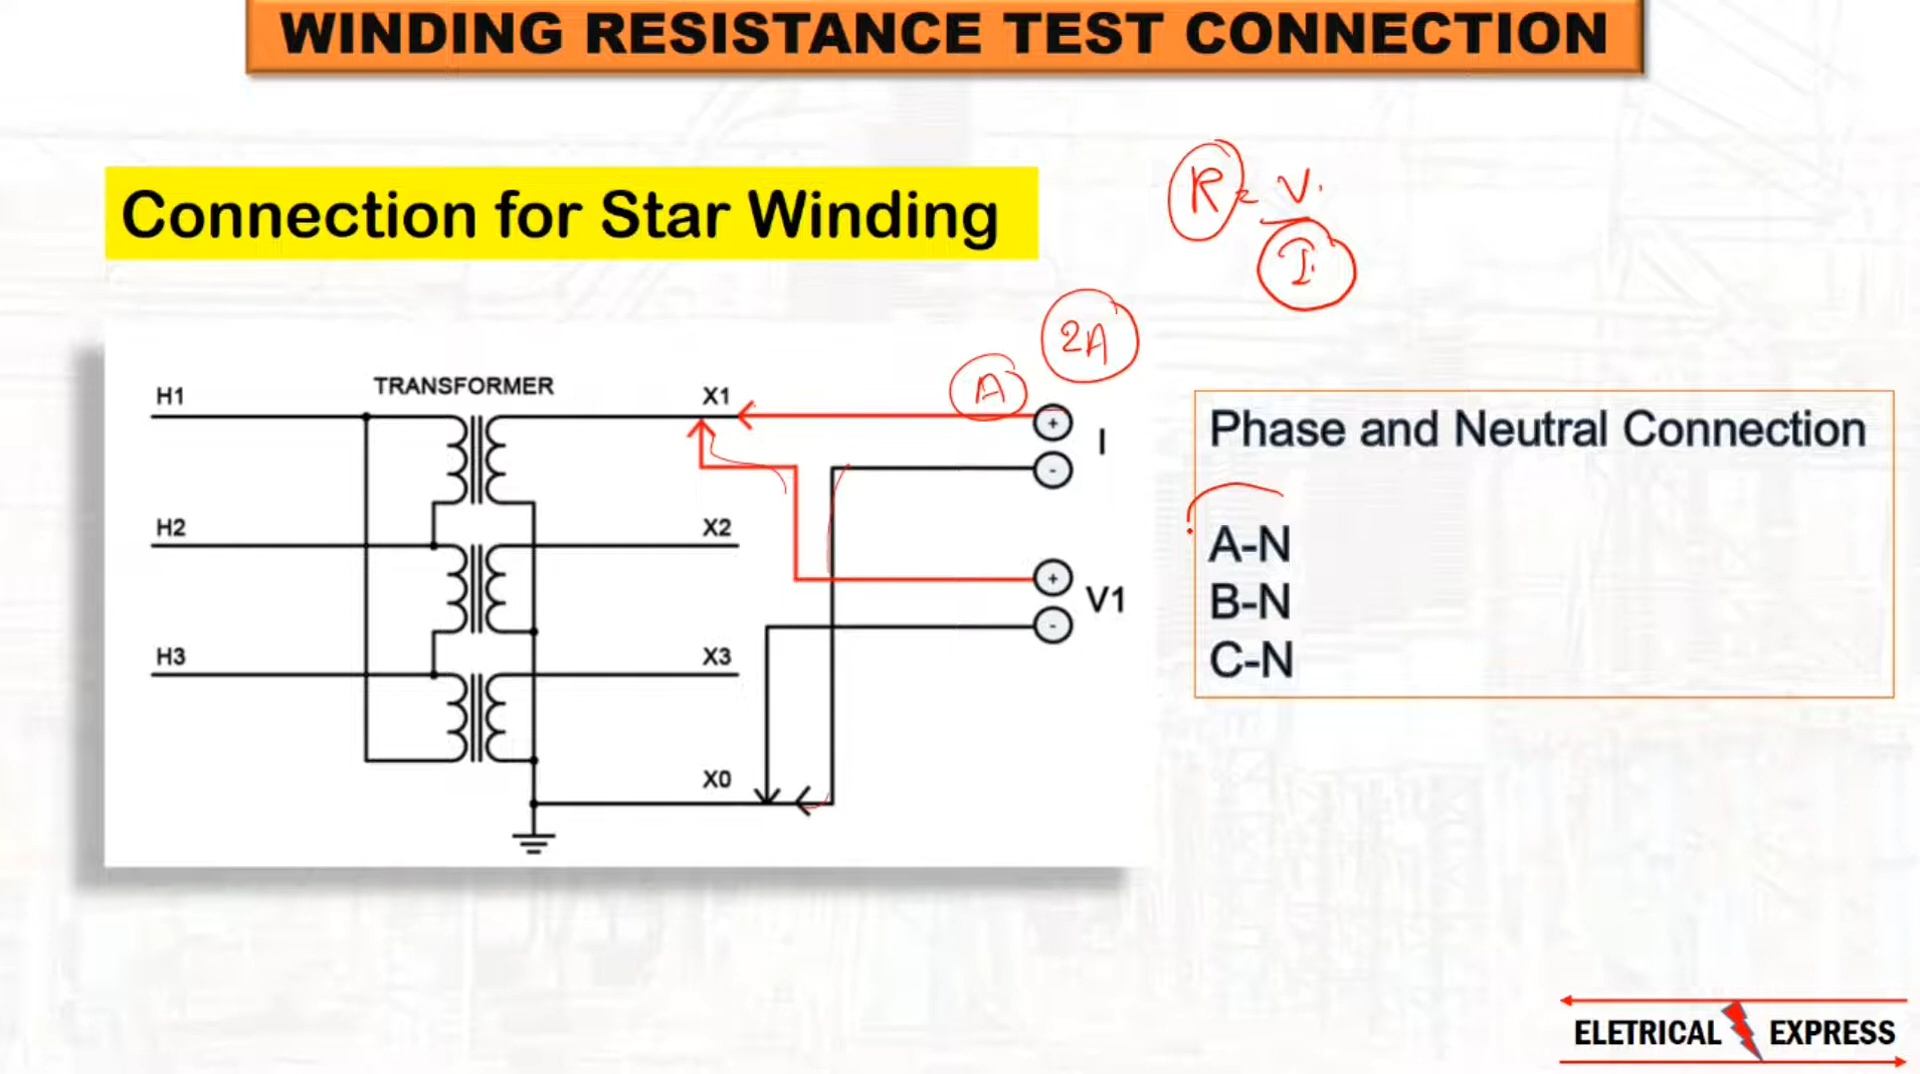 WINDING RESISTANCE TEST CONNECTION
Connection for Star Winding
R = V
I
2A
A
H1
TRANSFORMER
X1
+
I
-
Phase and Neutral Connection
H2
X2
A-N
+
V1
B-N
-
H3
X3
C-N
X0
ELETRICAL EXPRESS